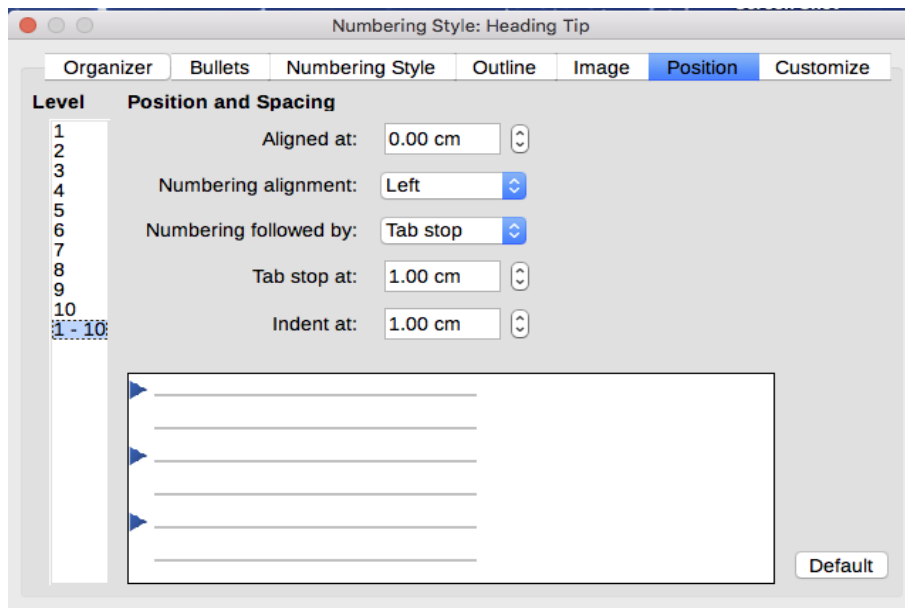 Numbering Style: Heading Tip
Organizer Bullets Numbering Style Outline Image Position Customize
Level
1
2
3
4
5
6
7
8
9
10
1 - 10
Position and Spacing
Aligned at: 0.00 cm
Numbering alignment: Left
Numbering followed by: Tab stop
Tab stop at: 1.00 cm
Indent at: 1.00 cm
Default